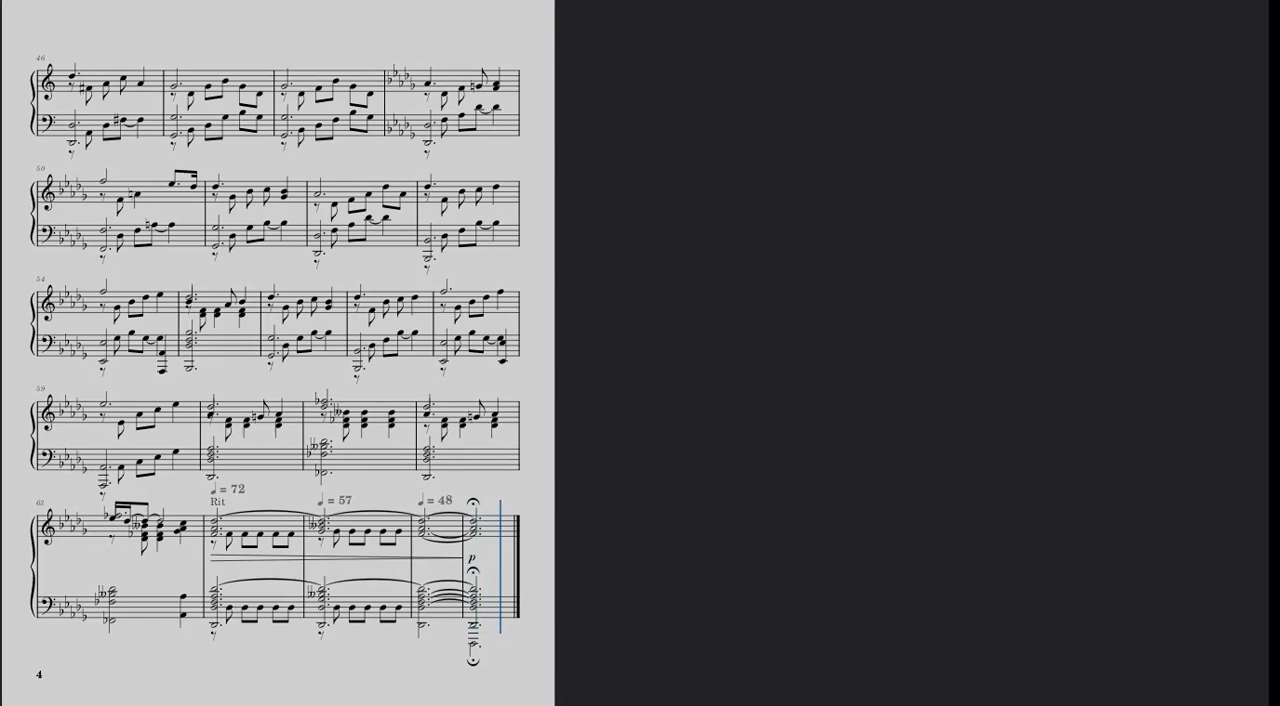 46
50
54
59
63
♩ = 72
♩ = 57
♩ = 48
Rit
p
4